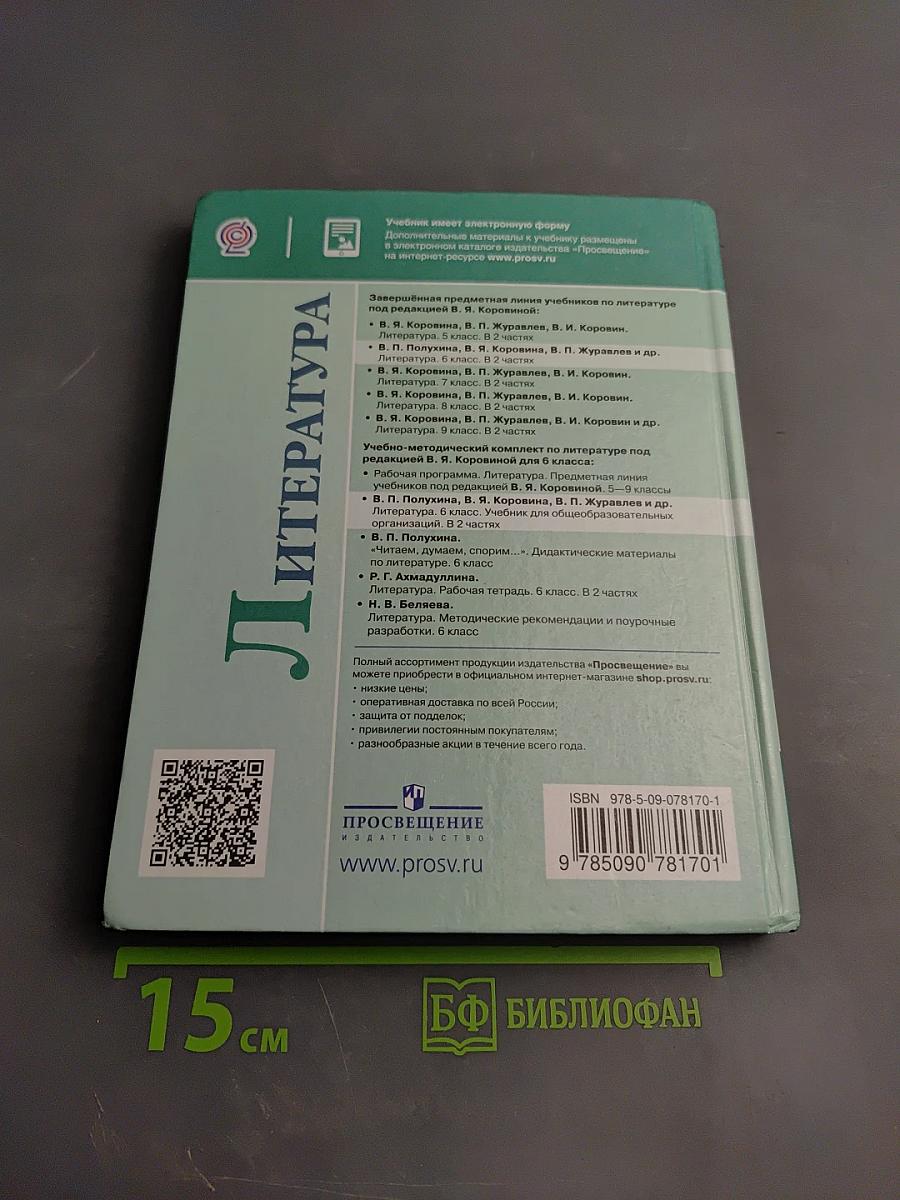 Учебник имеет электронную форму
Дополнительные материалы к учебнику размещены
в электронном каталоге издательства «Просвещение»
на интернет-ресурсе www.prosv.ru
ЛИТЕРАТУРА
Завершённая предметная линия учебников по литературе
под редакцией В. Я. Коровиной:
• В. Я. Коровина, В. П. Журавлев, В. И. Коровин.
Литература. 5 класс. В 2 частях
• В. П. Полухина, В. Я. Коровина, В. П. Журавлев и др.
Литература. 6 класс. В 2 частях
• В. Я. Коровина, В. П. Журавлев, В. И. Коровин.
Литература. 7 класс. В 2 частях
• В. Я. Коровина, В. П. Журавлев, В. И. Коровин.
Литература. 8 класс. В 2 частях
• В. Я. Коровина, В. П. Журавлев, В. И. Коровин и др.
Литература. 9 класс. В 2 частях
Учебно-методический комплект по литературе под
редакцией В. Я. Коровиной для 6 класса:
• Рабочая программа. Литература. Предметная линия
учебников под редакцией В. Я. Коровиной. 5—9 классы
• В. П. Полухина, В. Я. Коровина, В. П. Журавлев и др.
Литература. 6 класс. Учебник для общеобразовательных
организаций. В 2 частях
• В. П. Полухина.
«Читаем, думаем, спорим...». Дидактические материалы
по литературе. 6 класс
• Р. Г. Ахмадуллина.
Литература. Рабочая тетрадь. 6 класс. В 2 частях
• Н. В. Беляева.
Литература. Методические рекомендации и поурочные
разработки. 6 класс
Полный ассортимент продукции издательства «Просвещение» вы
можете приобрести в официальном интернет-магазине shop.prosv.ru:
• низкие цены;
• оперативная доставка по всей России;
• защита от подделок;
• привилегии постоянным покупателям;
• разнообразные акции в течение всего года.
ИП
ПРОСВЕЩЕНИЕ
ИЗДАТЕЛЬСТВО
www.prosv.ru
ISBN 978-5-09-078170-1
9 785090 781701
15 см
БФ БИБЛИОФАН